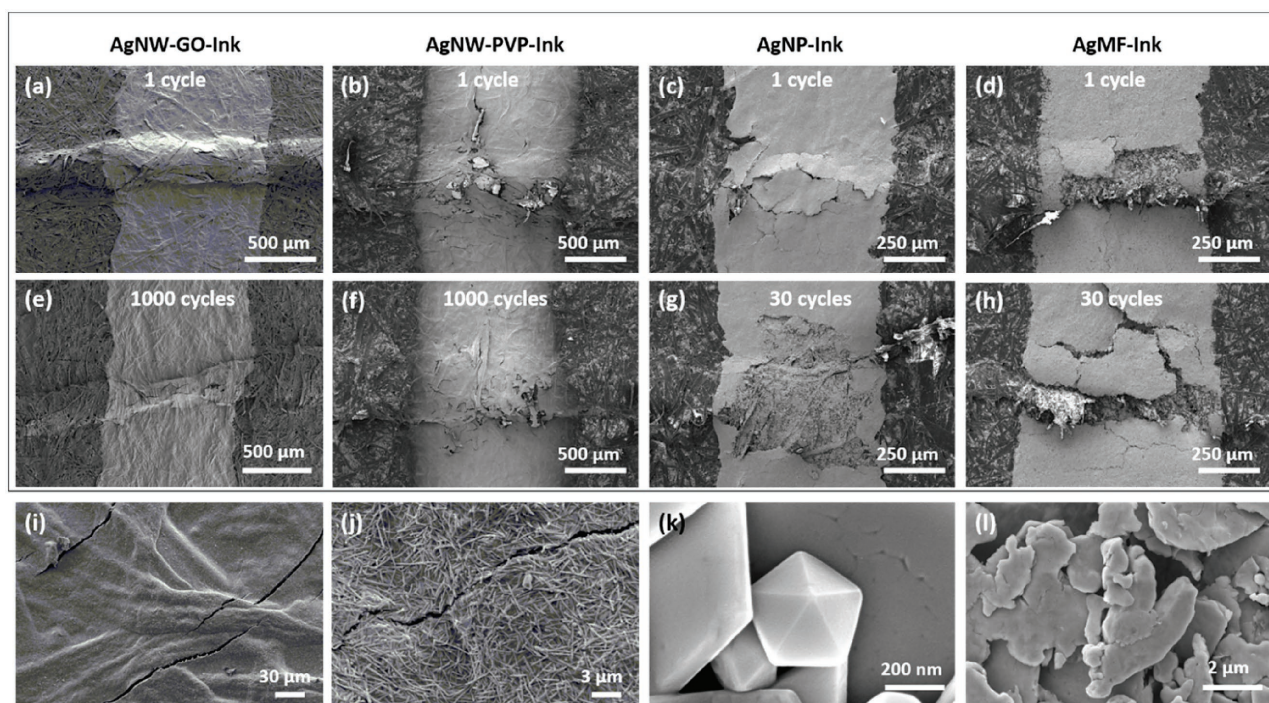 AgNW-GO-Ink
AgNW-PVP-Ink
AgNP-Ink
AgMF-Ink
(a)
1 cycle
500 µm
(b)
1 cycle
500 µm
(c)
1 cycle
250 µm
(d)
1 cycle
250 µm
(e)
1000 cycles
500 µm
(f)
1000 cycles
500 µm
(g)
30 cycles
250 µm
(h)
30 cycles
250 µm
(i)
30 µm
(j)
3 µm
(k)
200 nm
(l)
2 µm